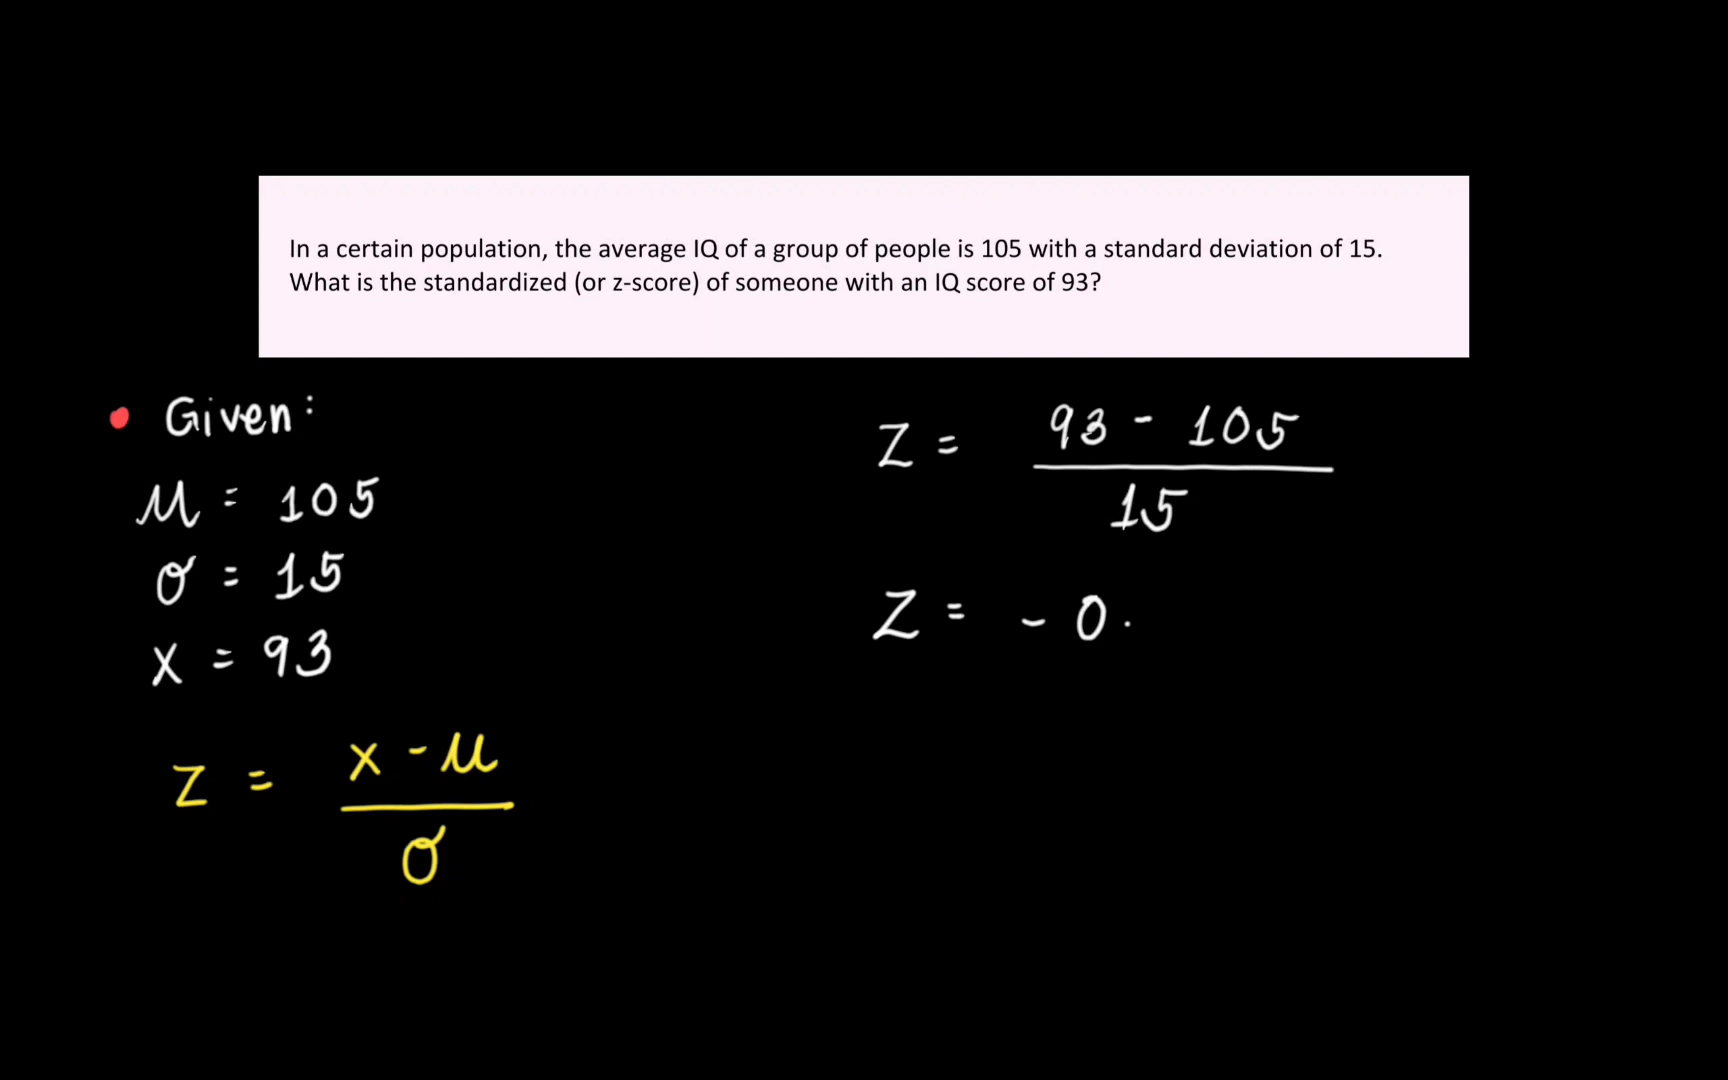 In a certain population, the average IQ of a group of people is 105 with a standard deviation of 15.
What is the standardized (or z-score) of someone with an IQ score of 93?
• Given:
μ = 105
σ = 15
x = 93
z = (x - μ) / σ
z = (93 - 105) / 15
z = - 0.